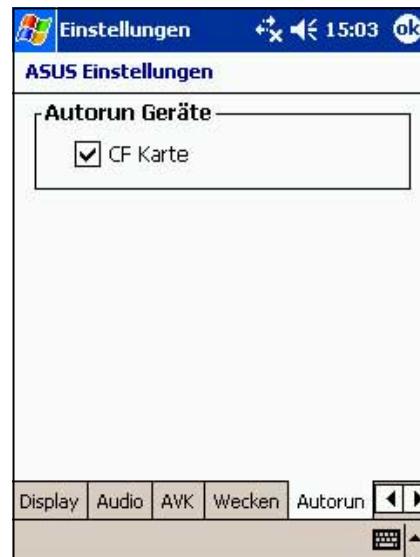 Einstellungen 15:03 ok
ASUS Einstellungen
Autorun Geräte
CF Karte
Display Audio AVK Wecken Autorun